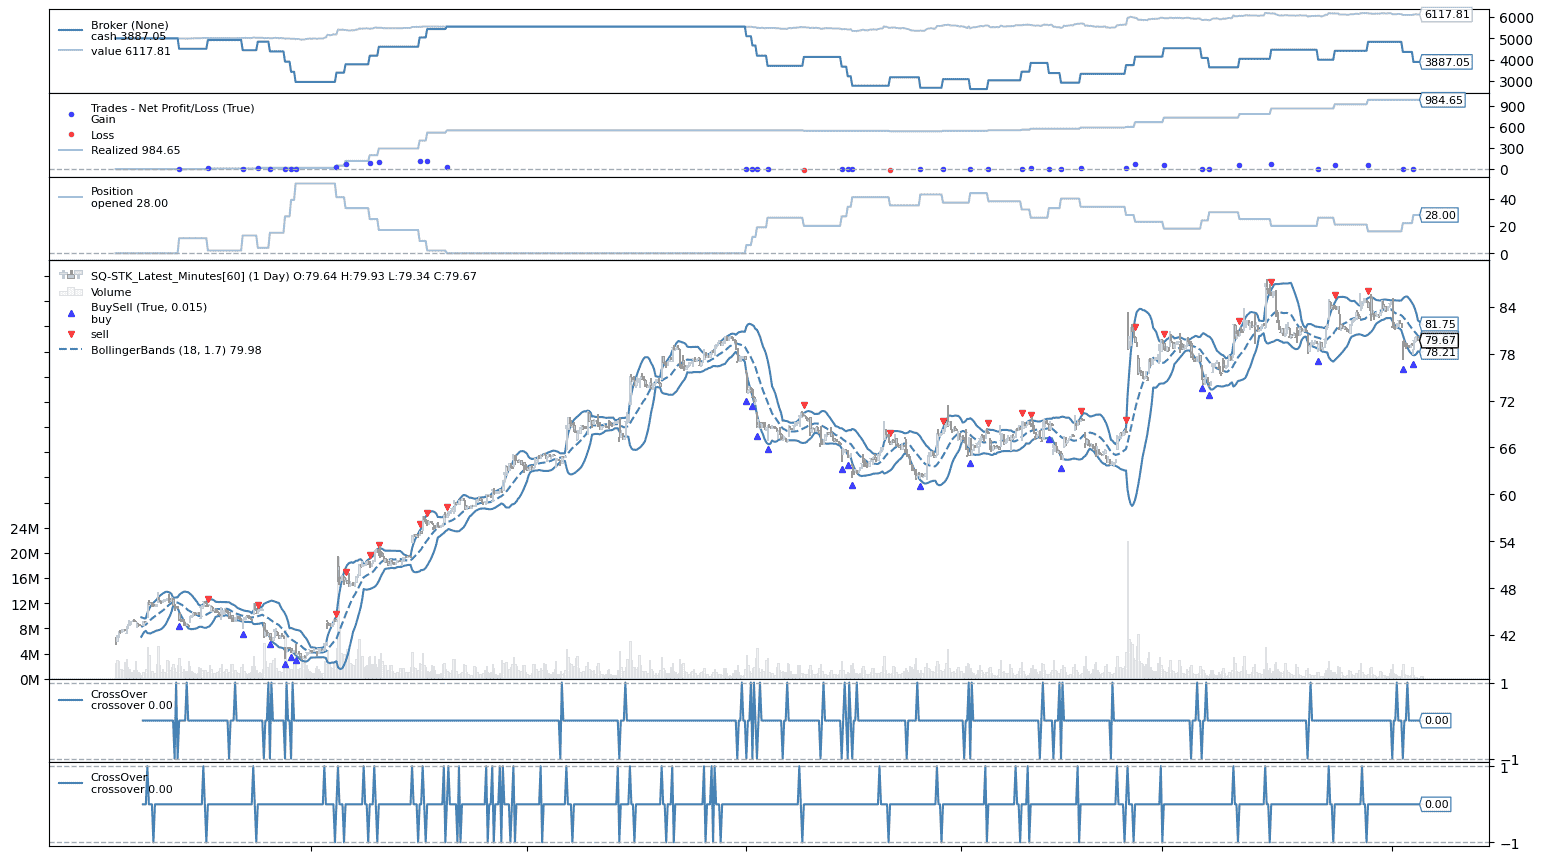 Broker (None)
cash 3887.05
value 6117.81
6117.81
3887.05
6000
5000
4000
3000
Trades - Net Profit/Loss (True)
Gain
Loss
Realized 984.65
984.65
900
600
300
0
Position
opened 28.00
28.00
40
20
0
SQ-STK_Latest_Minutes[60] (1 Day) O:79.64 H:79.93 L:79.34 C:79.67
Volume
BuySell (True, 0.015)
buy
sell
BollingerBands (18, 1.7) 79.98
81.75
79.67
78.21
84
78
72
66
60
54
48
42
24M
20M
16M
12M
8M
4M
0M
CrossOver
crossover 0.00
0.00
1
−1
CrossOver
crossover 0.00
0.00
1
−1